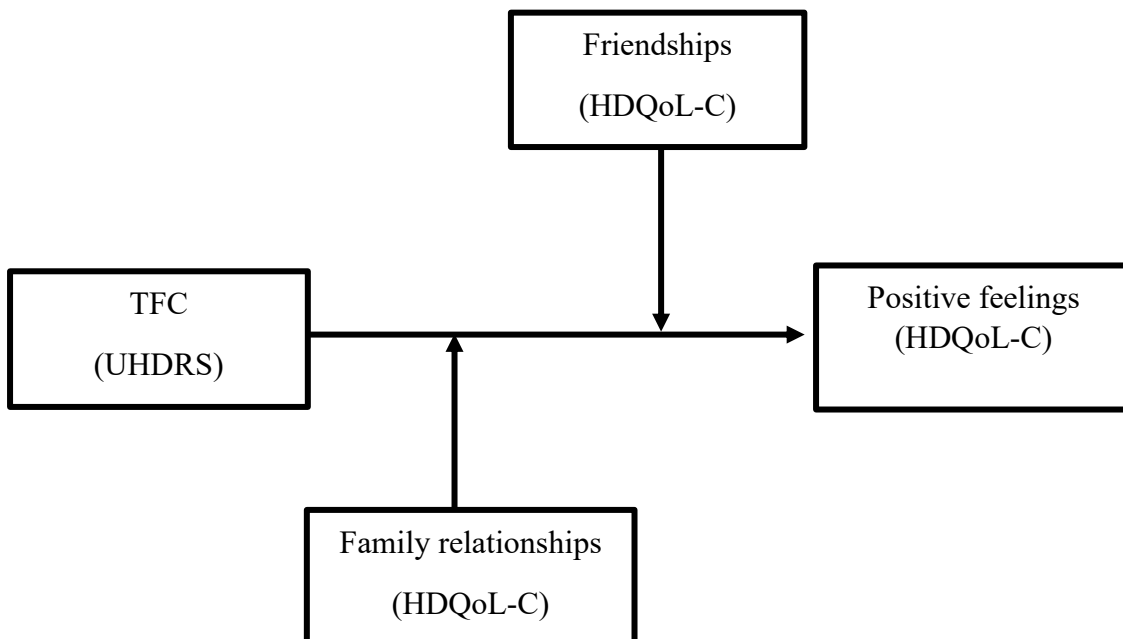 Friendships
(HDQoL-C)
TFC
(UHDRS)
Positive feelings
(HDQoL-C)
Family relationships
(HDQoL-C)